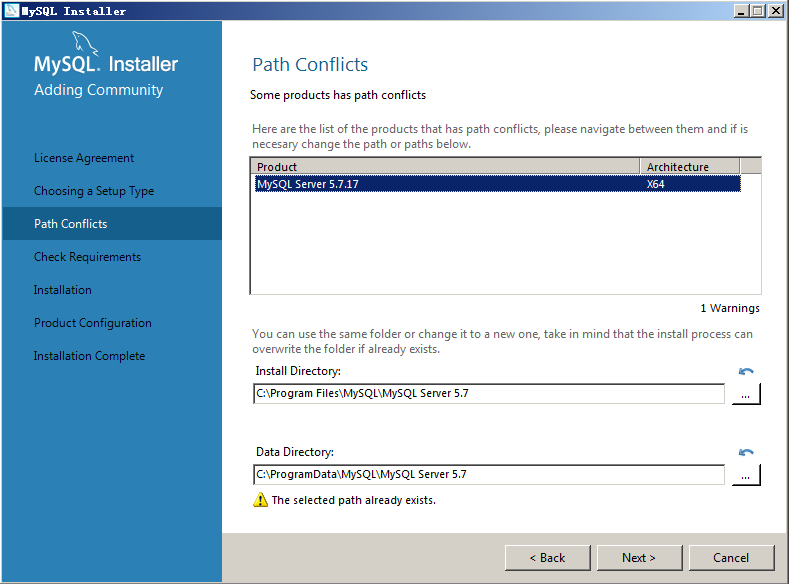 MySQL Installer
MySQL. Installer
Adding Community
License Agreement
Choosing a Setup Type
Path Conflicts
Check Requirements
Installation
Product Configuration
Installation Complete
Path Conflicts
Some products has path conflicts
Here are the list of the products that has path conflicts, please navigate between them and if is
necesary change the path or paths below.
Product Architecture
MySQL Server 5.7.17 X64
1 Warnings
You can use the same folder or change it to a new one, take in mind that the install process can
overwrite the folder if already exists.
Install Directory:
C:\Program Files\MySQL\MySQL Server 5.7
...
Data Directory:
C:\ProgramData\MySQL\MySQL Server 5.7
...
The selected path already exists.
< Back Next > Cancel